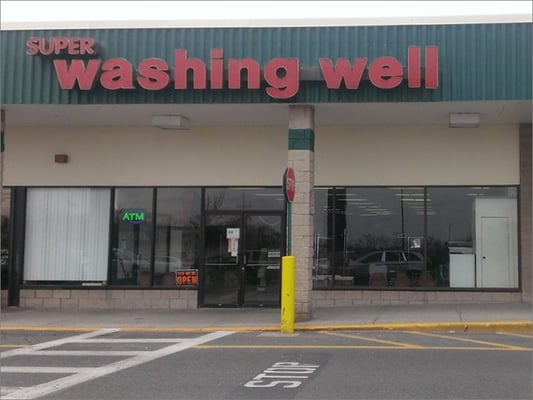 SUPER
washing well
ATM
STOP
OPEN
STOP